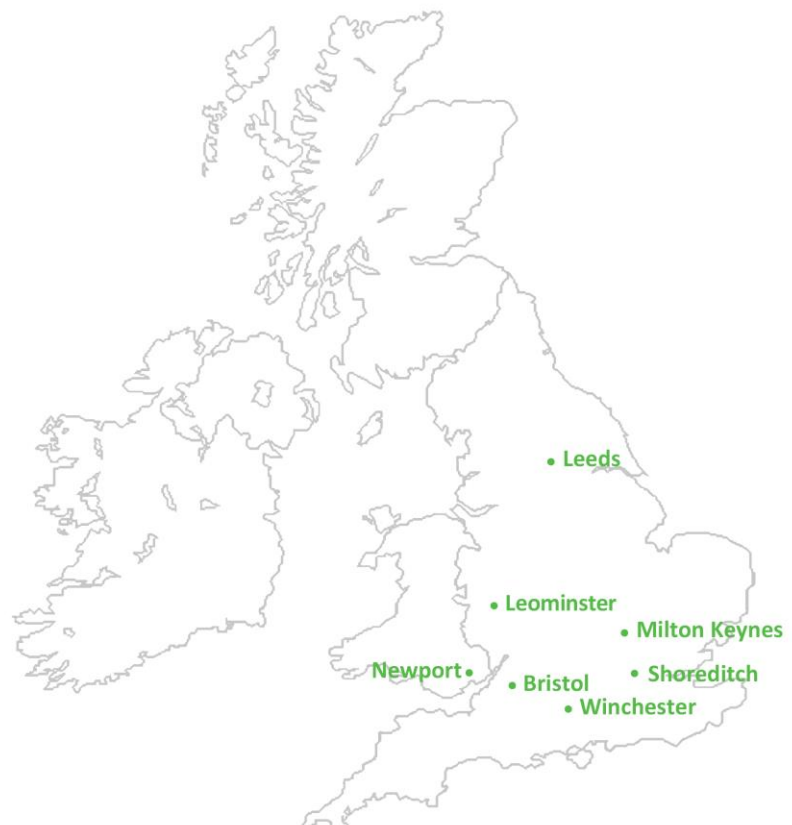 Leeds
Leominster
Milton Keynes
Newport
Shoreditch
Bristol
Winchester